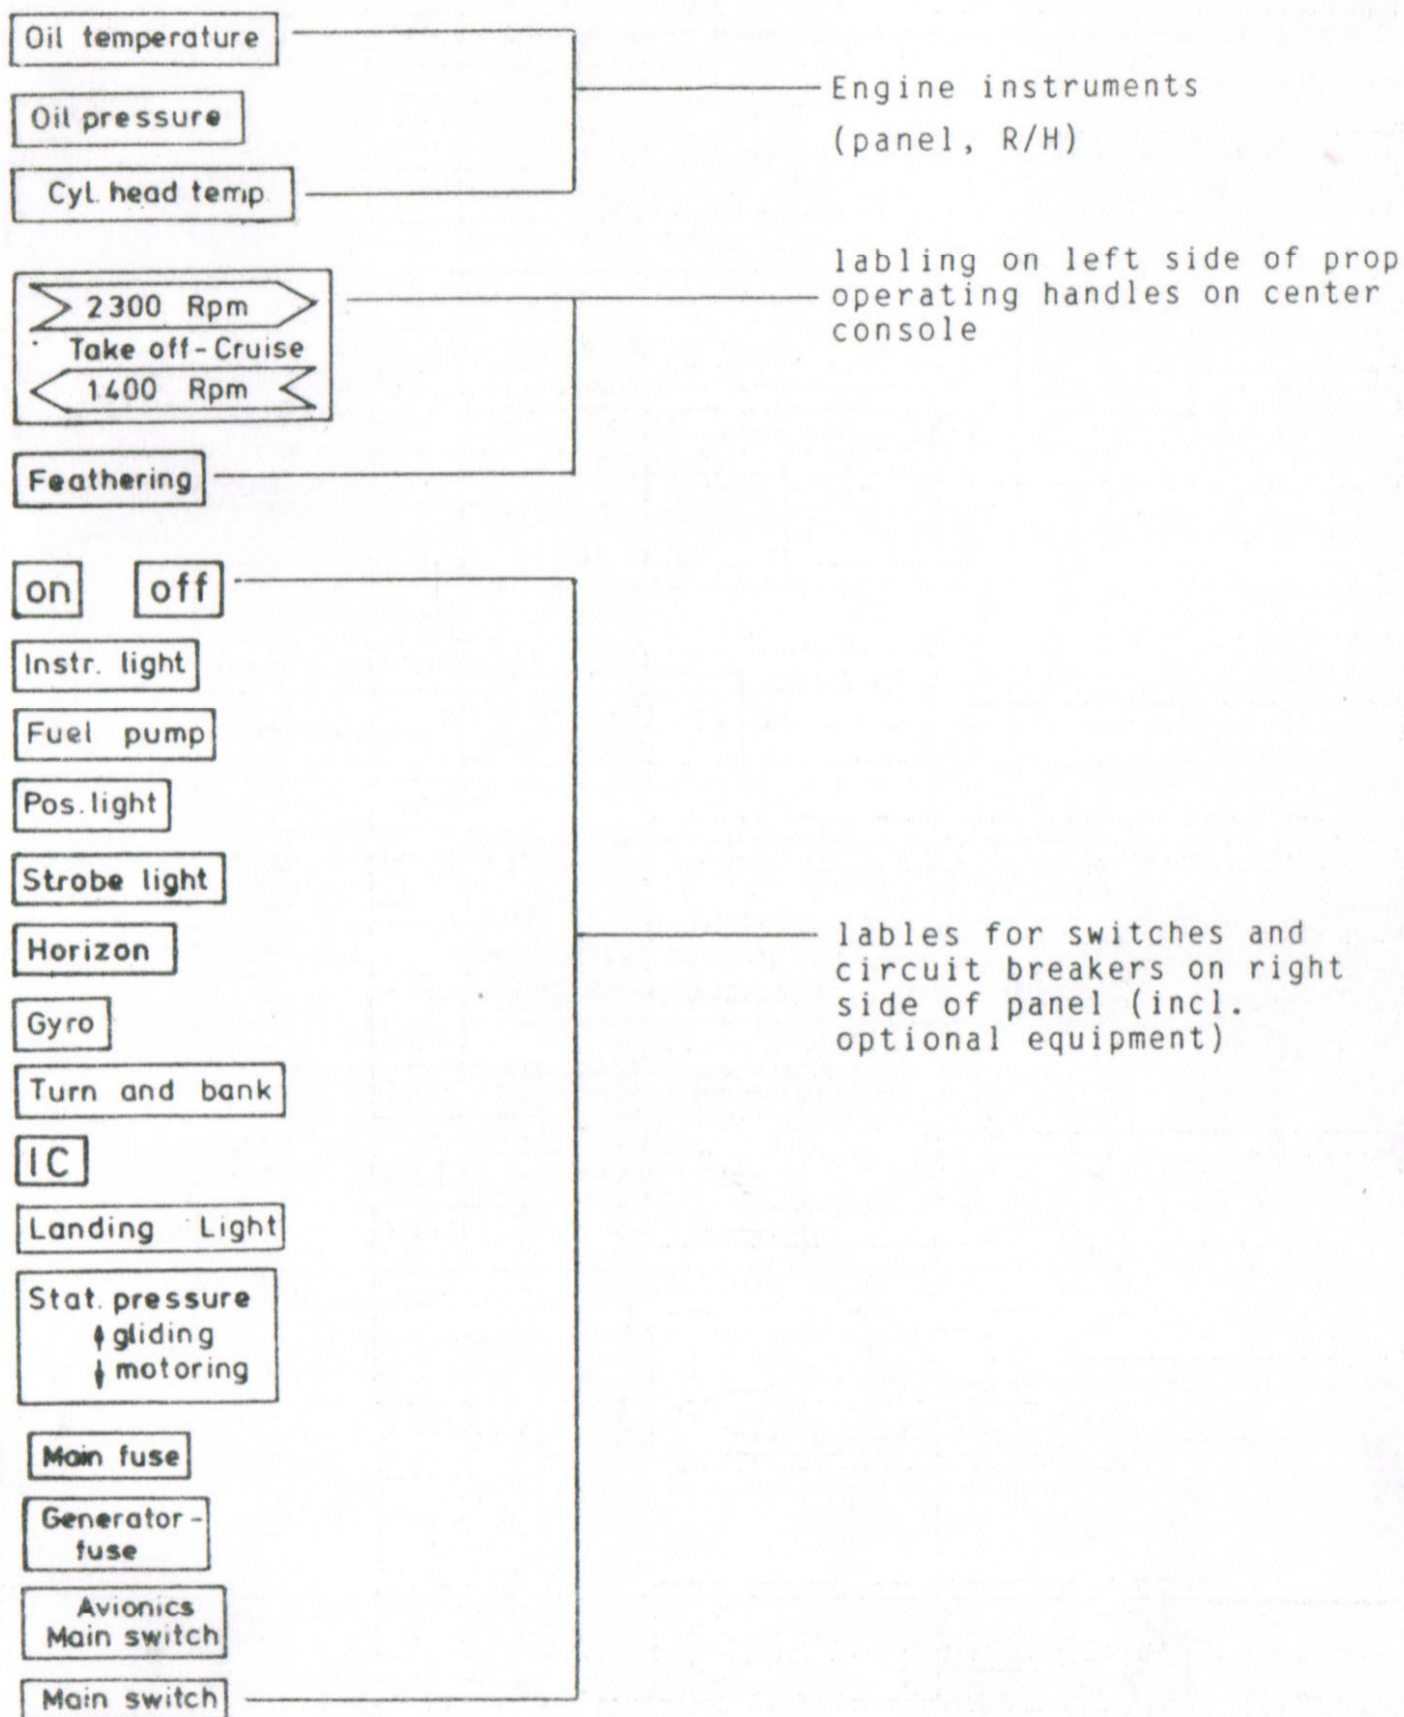 Oil temperature
Oil pressure
Cyl. head temp.
Engine instruments
(panel, R/H)
2300 Rpm
Take off-Cruise
1400 Rpm
Feathering
labling on left side of prop
operating handles on center
console
on off
Instr. light
Fuel pump
Pos. light
Strobe light
Horizon
Gyro
Turn and bank
IC
Landing Light
Stat. pressure
gliding
motoring
Main fuse
Generator-
fuse
Avionics
Main switch
Main switch
lables for switches and
circuit breakers on right
side of panel (incl.
optional equipment)